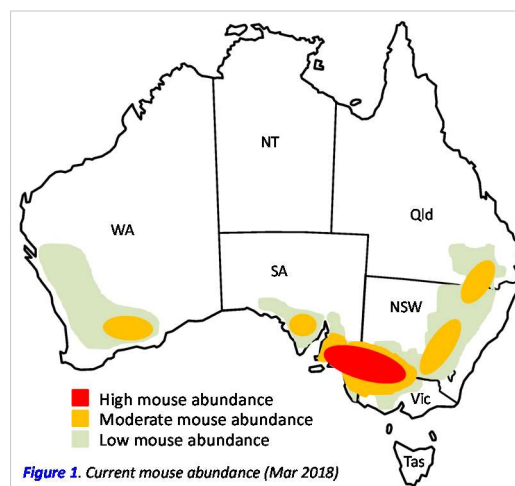 NT
Qld
WA
SA
NSW
High mouse abundance
Moderate mouse abundance
Vic
Low mouse abundance
Tas
Figure 1. Current mouse abundance (Mar 2018)